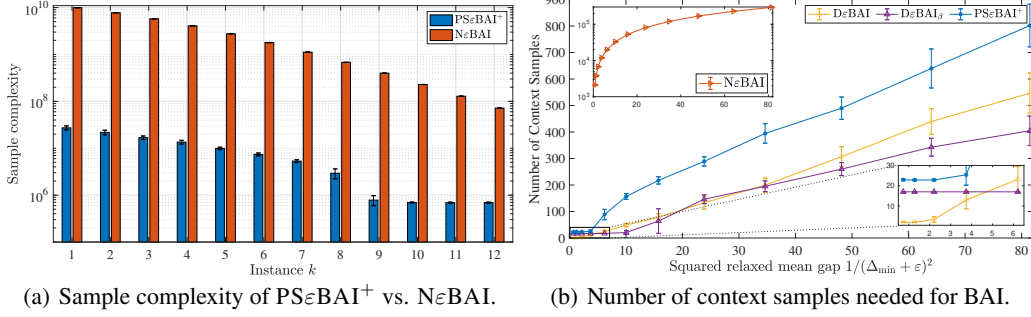 (a)
10^10
10^8
10^6
Sample complexity
PSεBAI^+
NεBAI
1 2 3 4 5 6 7 8 9 10 11 12
Instance k
(a) Sample complexity of PSεBAI^+ vs. NεBAI.
(b)
900
800
700
600
500
400
300
200
100
0
Number of Context Samples
10^5
10^4
10^3
0 20 40 60 80
NεBAI
DεBAI
DεBAI_β
PSεBAI^+
30
20
10
0
1 2 3 4 5 6
0 10 20 30 40 50 60 70 80
Squared relaxed mean gap 1/(Δ_min + ε)^2
(b) Number of context samples needed for BAI.